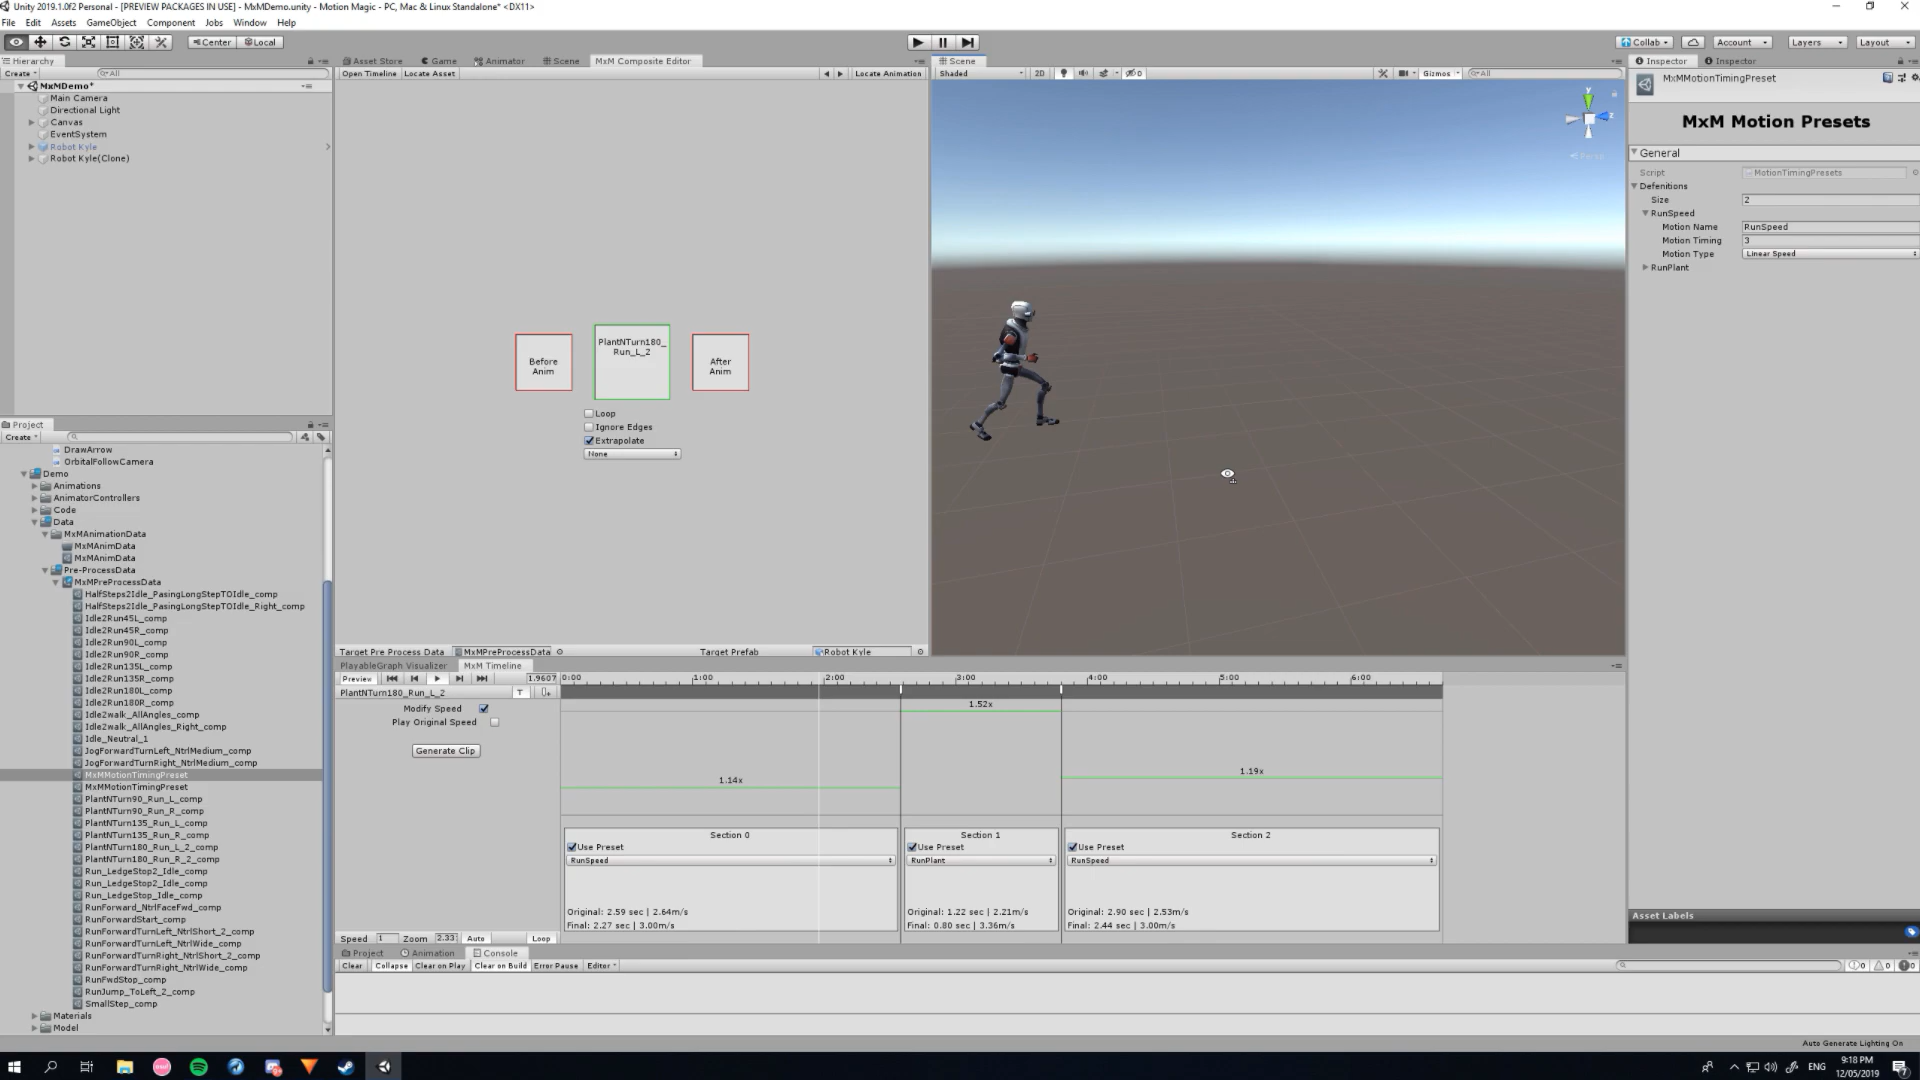 Unity 2019.1.0f2 Personal - [PREVIEW PACKAGES IN USE] - MxMDemo.unity - Motion Magic - PC, Mac & Linux Standalone* <DX11>
File Edit Assets GameObject Component Jobs Window Help
Center Local Collab Account Layers Layout
Hierarchy
Create All
MxMDemo*
Main Camera
Directional Light
Canvas
EventSystem
Robot Kyle
Robot Kyle(Clone)
Asset Store Game Animator Scene MxM Composite Editor
Open Timeline Locate Asset Locate Animation
Before
Anim
PlantNTurn180_
Run_L_2
After
Anim
Loop
Ignore Edges
Extrapolate
None
Target Pre Process Data MxMPreProcessData Target Prefab Robot Kyle
Scene
Shaded 2D 0 Gizmos All
y
z
Persp
Inspector Inspector
MxMMotionTimingPreset
MxM Motion Presets
General
Script MotionTimingPresets
Defenitions
Size 2
RunSpeed
Motion Name RunSpeed
Motion Timing 3
Motion Type Linear Speed
RunPlant
Asset Labels
Project
Create
DrawArrow
OrbitalFollowCamera
Demo
Animations
AnimatorControllers
Code
Data
MxMAnimationData
MxMAnimData
MxMAnimData
Pre-ProcessData
MxMPreProcessData
HalfSteps2Idle_PasingLongStepTOIdle_comp
HalfSteps2Idle_PasingLongStepTOIdle_Right_comp
Idle2Run45L_comp
Idle2Run45R_comp
Idle2Run90L_comp
Idle2Run90R_comp
Idle2Run135L_comp
Idle2Run135R_comp
Idle2Run180L_comp
Idle2Run180R_comp
Idle2walk_AllAngles_comp
Idle2walk_AllAngles_Right_comp
Idle_Neutral_1
JogForwardTurnLeft_NtrlMedium_comp
JogForwardTurnRight_NtrlMedium_comp
MxMMotionTimingPreset
MxMMotionTimingPreset
PlantNTurn90_Run_L_comp
PlantNTurn90_Run_R_comp
PlantNTurn135_Run_L_comp
PlantNTurn135_Run_R_comp
PlantNTurn180_Run_L_2_comp
PlantNTurn180_Run_R_2_comp
Run_LedgeStop2_Idle_comp
Run_LedgeStop2_Idle_comp
Run_LedgeStop_Idle_comp
RunForward_NtrlFaceFwd_comp
RunForwardStart_comp
RunForwardTurnLeft_NtrlShort_2_comp
RunForwardTurnLeft_NtrlWide_comp
RunForwardTurnRight_NtrlShort_2_comp
RunForwardTurnRight_NtrlWide_comp
RunFwdStop_comp
RunJump_ToLeft_2_comp
SmallStep_comp
Materials
Model
PlayableGraph Visualizer MxM Timeline
Preview 1.9607 0:00 1:00 2:00 3:00 4:00 5:00 6:00
PlantNTurn180_Run_L_2 T
Modify Speed
Play Original Speed
Generate Clip
1.14x
1.52x
1.19x
Section 0
Use Preset
RunSpeed
Original: 2.59 sec | 2.64m/s
Final: 2.27 sec | 3.00m/s
Section 1
Use Preset
RunPlant
Original: 1.22 sec | 2.21m/s
Final: 0.80 sec | 3.36m/s
Section 2
Use Preset
RunSpeed
Original: 2.90 sec | 2.53m/s
Final: 2.44 sec | 3.00m/s
Speed 1 Zoom 2.33 Auto Loop
Project Animation Console
Clear Collapse Clear on Play Clear on Build Error Pause Editor 0 0 0
Auto Generate Lighting On
ENG 9:18 PM
12/05/2019